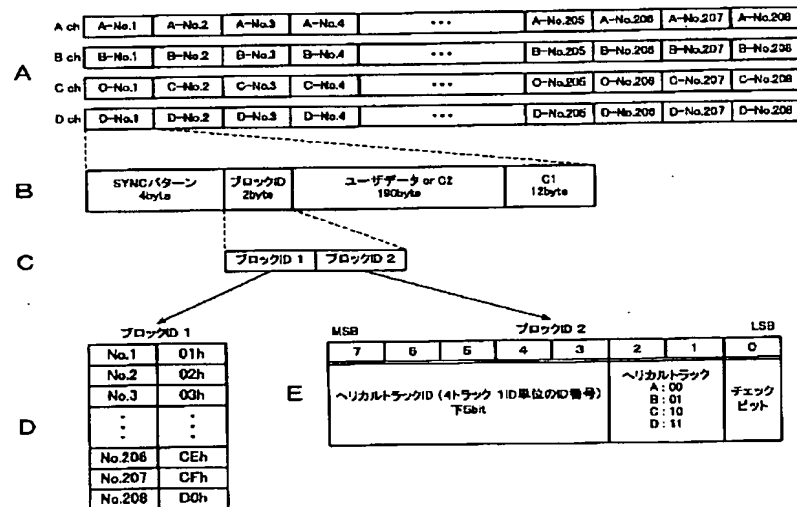 A ch A-No.1 A-No.2 A-No.3 A-No.4 ••• A-No.205 A-No.206 A-No.207 A-No.208
B ch B-No.1 B-No.2 B-No.3 B-No.4 ••• B-No.205 B-No.206 B-No.207 B-No.208
A
C ch C-No.1 C-No.2 C-No.3 C-No.4 ••• C-No.205 C-No.206 C-No.207 C-No.208
D ch D-No.1 D-No.2 D-No.3 D-No.4 ••• D-No.205 D-No.206 D-No.207 D-No.208
B
SYNCパターン ブロックID ユーザデータ or C2 C1
4byte 2byte 190byte 12byte
C
ブロックID 1 ブロックID 2
ブロックID 1
No.1 01h
No.2 02h
No.3 03h
No.206 CEh
No.207 CFh
No.208 D0h
D
MSB ブロックID 2 LSB
7 6 5 4 3 2 1 0
E
ヘリカルトラックID (4トラック 1ID単位のID番号)
下5bit
ヘリカルトラック
A : 00
B : 01
C : 10
D : 11
チェック
ビット